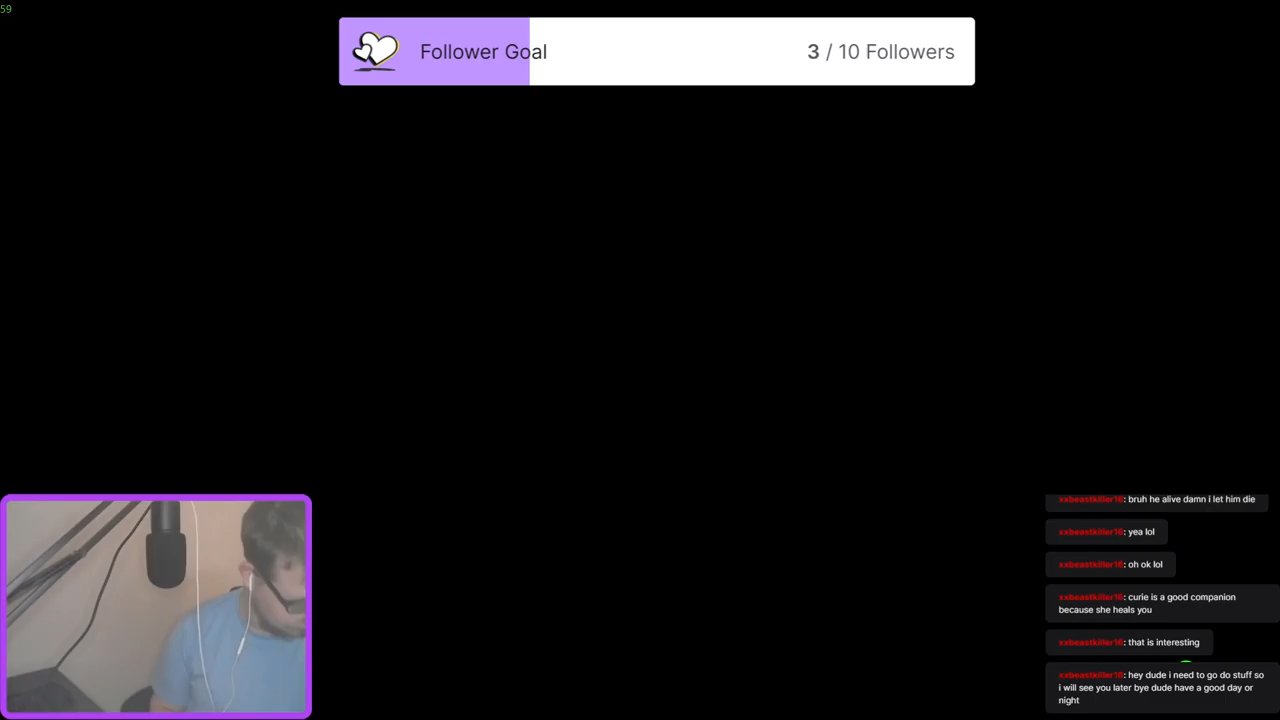 59
Follower Goal
3 / 10 Followers
xxbeastkiller16: bruh he alive damn i let him die
xxbeastkiller16: yea lol
xxbeastkiller16: oh ok lol
xxbeastkiller16: curie is a good companion
because she heals you
xxbeastkiller16: that is interesting
xxbeastkiller16: hey dude i need to go do stuff so
i will see you later bye dude have a good day or
night